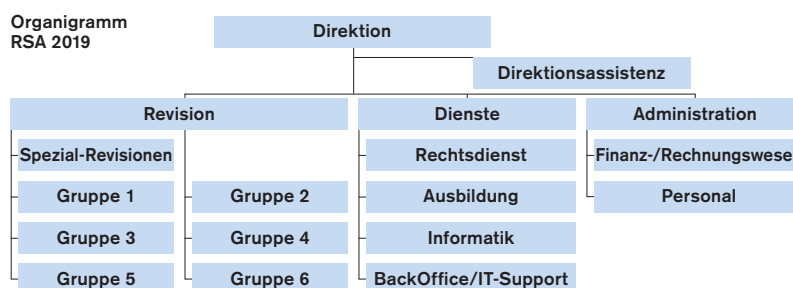 Organigramm
RSA 2019
Direktion
Direktionsassistenz
Revision
Dienste
Administration
Spezial-Revisionen
Rechtsdienst
Finanz-/Rechnungswese
Gruppe 1
Gruppe 2
Ausbildung
Personal
Gruppe 3
Gruppe 4
Informatik
Gruppe 5
Gruppe 6
BackOffice/IT-Support